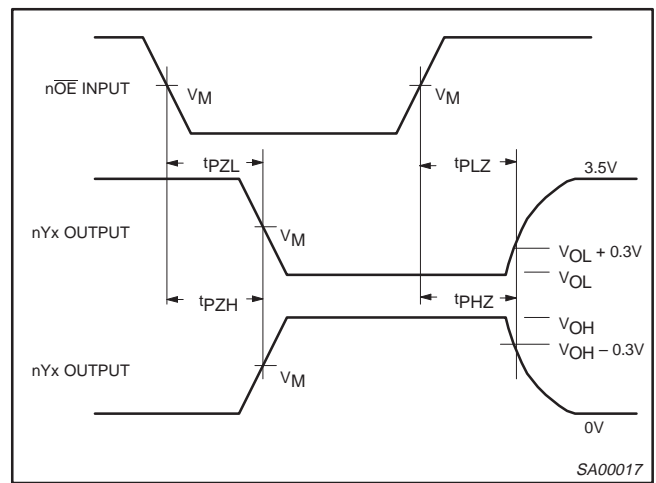 nO̅E̅ INPUT
VM
VM
tPZL
tPLZ
3.5V
nYx OUTPUT
VM
VOL + 0.3V
VOL
tPZH
tPHZ
VOH
VOH – 0.3V
nYx OUTPUT
VM
0V
SA00017